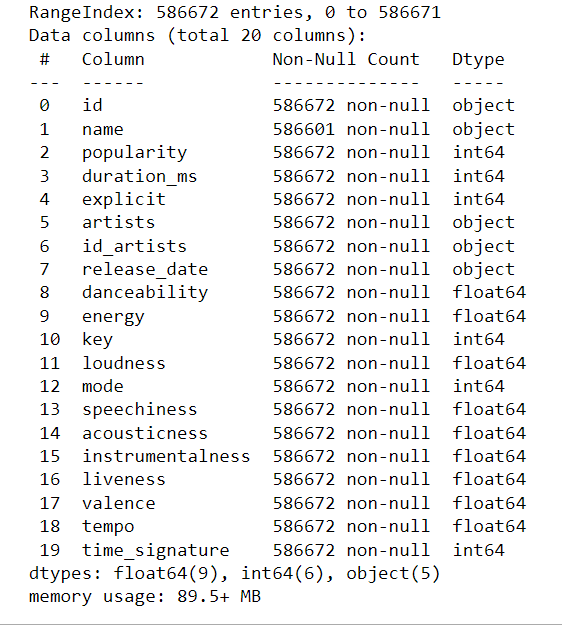 RangeIndex: 586672 entries, 0 to 586671
Data columns (total 20 columns):
 #   Column            Non-Null Count   Dtype
---  ------            --------------   -----
 0   id                586672 non-null  object
 1   name              586601 non-null  object
 2   popularity        586672 non-null  int64
 3   duration_ms       586672 non-null  int64
 4   explicit          586672 non-null  int64
 5   artists           586672 non-null  object
 6   id_artists        586672 non-null  object
 7   release_date      586672 non-null  object
 8   danceability      586672 non-null  float64
 9   energy            586672 non-null  float64
 10  key               586672 non-null  int64
 11  loudness          586672 non-null  float64
 12  mode              586672 non-null  int64
 13  speechiness       586672 non-null  float64
 14  acousticness      586672 non-null  float64
 15  instrumentalness  586672 non-null  float64
 16  liveness          586672 non-null  float64
 17  valence           586672 non-null  float64
 18  tempo             586672 non-null  float64
 19  time_signature    586672 non-null  int64
dtypes: float64(9), int64(6), object(5)
memory usage: 89.5+ MB